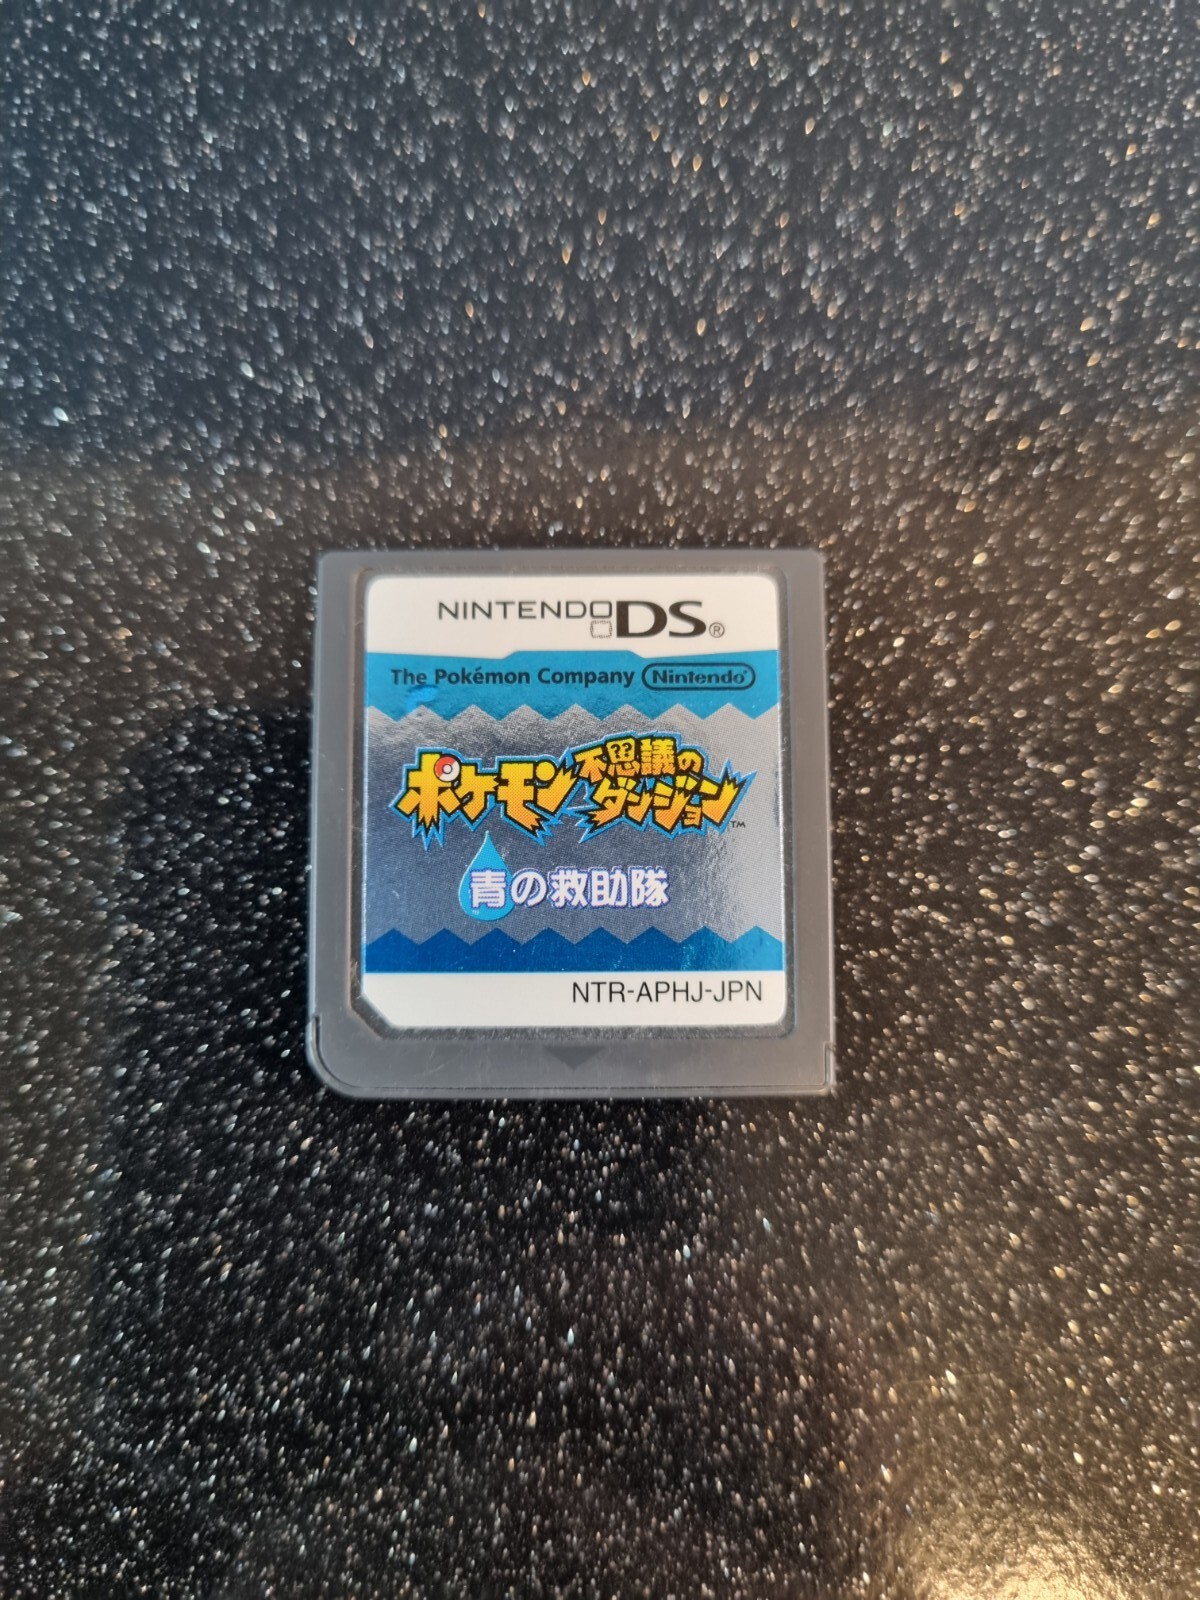 NINTENDO DS®
The Pokémon Company Nintendo®
ポケモン不思議の
ダンジョン™
青の救助隊
NTR-APHJ-JPN